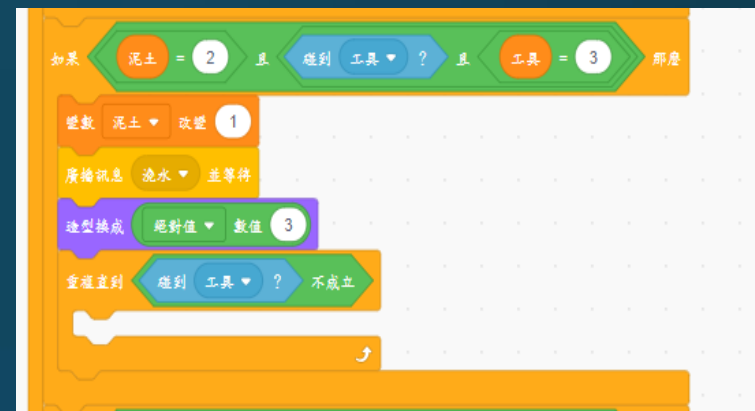 如果 泥土 = 2 且 碰到 工具 ? 且 工具 = 3 那麼
變數 泥土 改變 1
廣播訊息 澆水 並等待
造型換成 絕對值 數值 3
重複直到 碰到 工具 ? 不成立